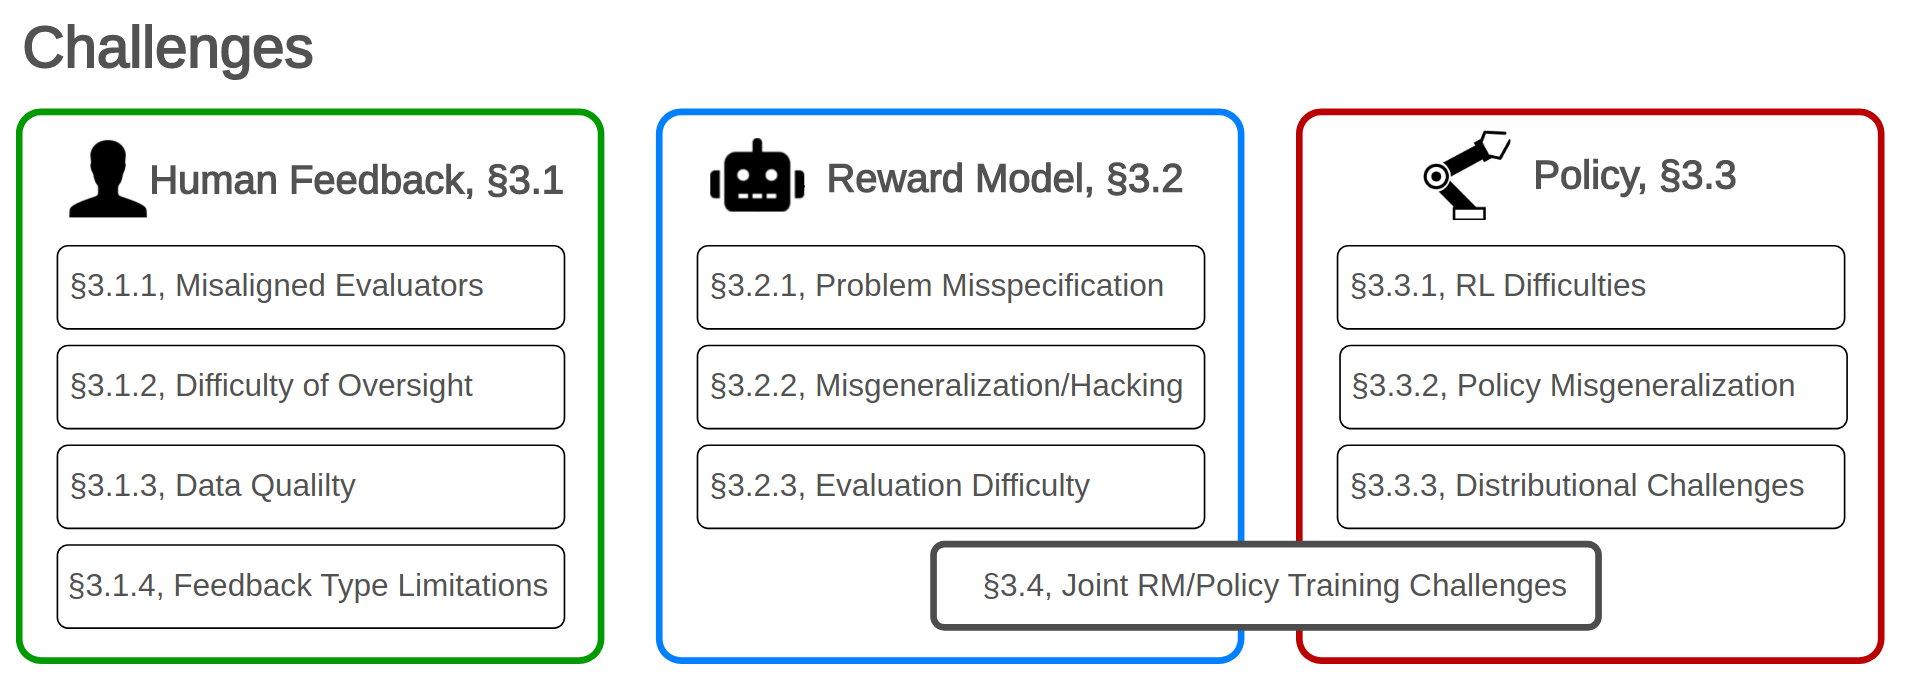 Challenges
Human Feedback, §3.1
§3.1.1, Misaligned Evaluators
§3.1.2, Difficulty of Oversight
§3.1.3, Data Qualilty
§3.1.4, Feedback Type Limitations
Reward Model, §3.2
§3.2.1, Problem Misspecification
§3.2.2, Misgeneralization/Hacking
§3.2.3, Evaluation Difficulty
Policy, §3.3
§3.3.1, RL Difficulties
§3.3.2, Policy Misgeneralization
§3.3.3, Distributional Challenges
§3.4, Joint RM/Policy Training Challenges